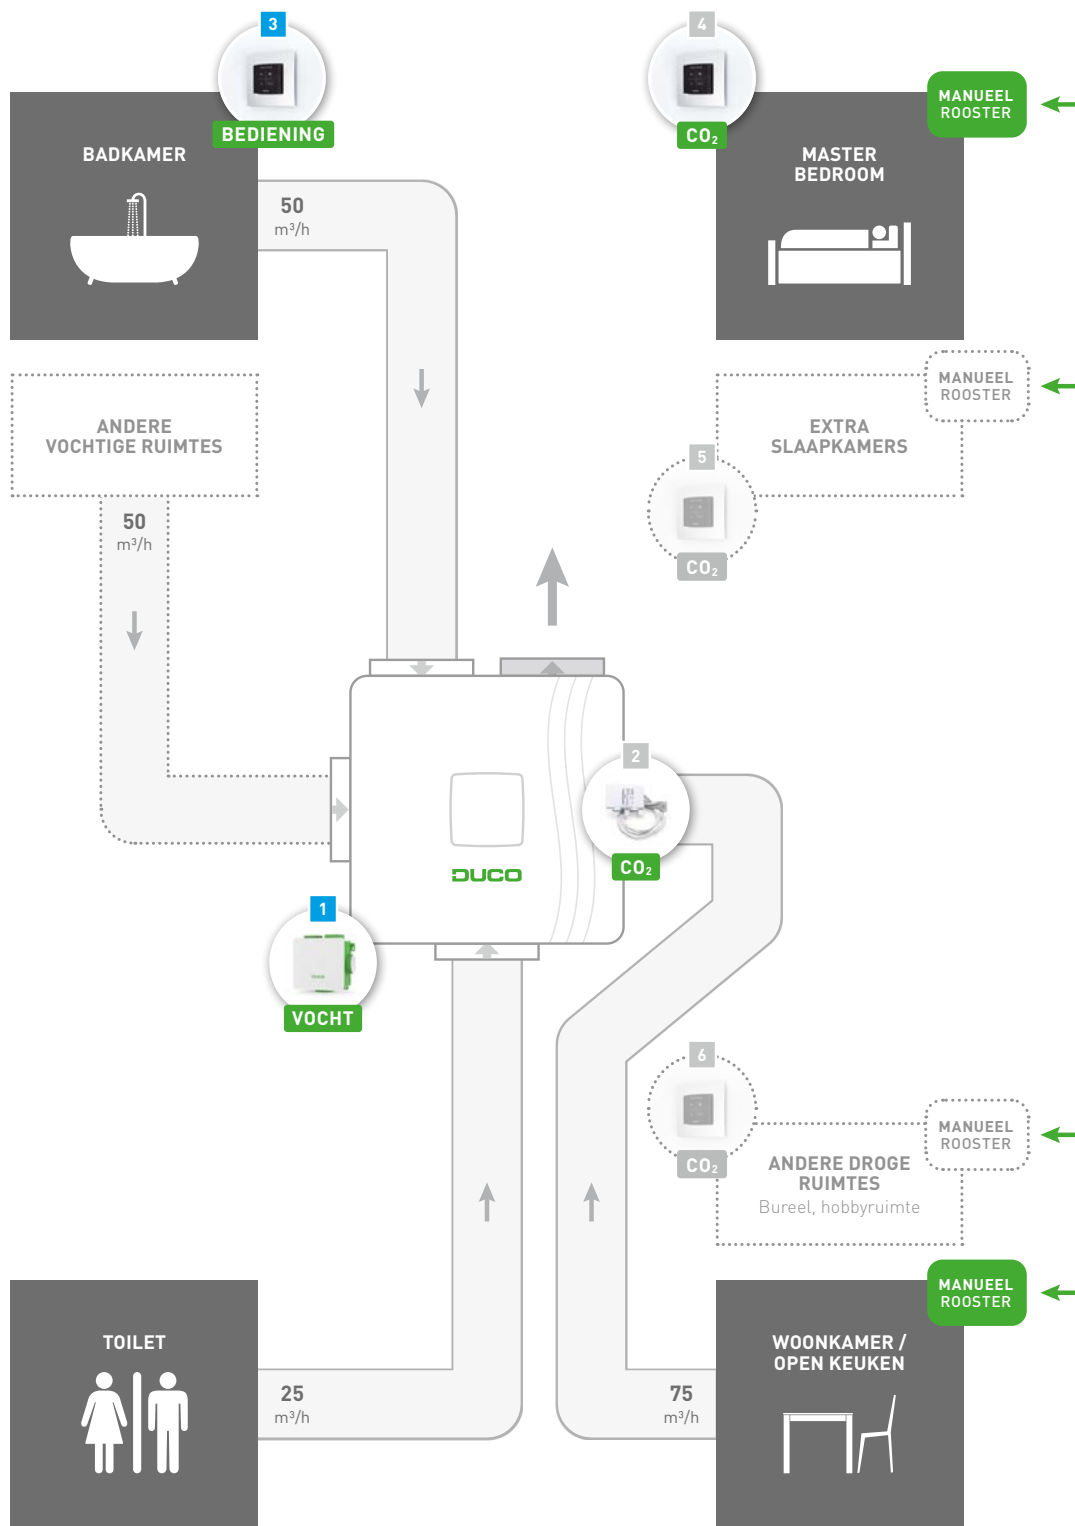 3
BEDIENING
BADKAMER
50
m³/h
4
CO₂
MASTER
BEDROOM
MANUEEL
ROOSTER
ANDERE
VOCHTIGE RUIMTES
50
m³/h
MANUEEL
ROOSTER
EXTRA
SLAAPKAMERS
5
CO₂
2
CO₂
DUCO
1
VOCHT
6
CO₂
MANUEEL
ROOSTER
ANDERE DROGE
RUIMTES
Bureel, hobbyruimte
TOILET
25
m³/h
75
m³/h
MANUEEL
ROOSTER
WOONKAMER /
OPEN KEUKEN